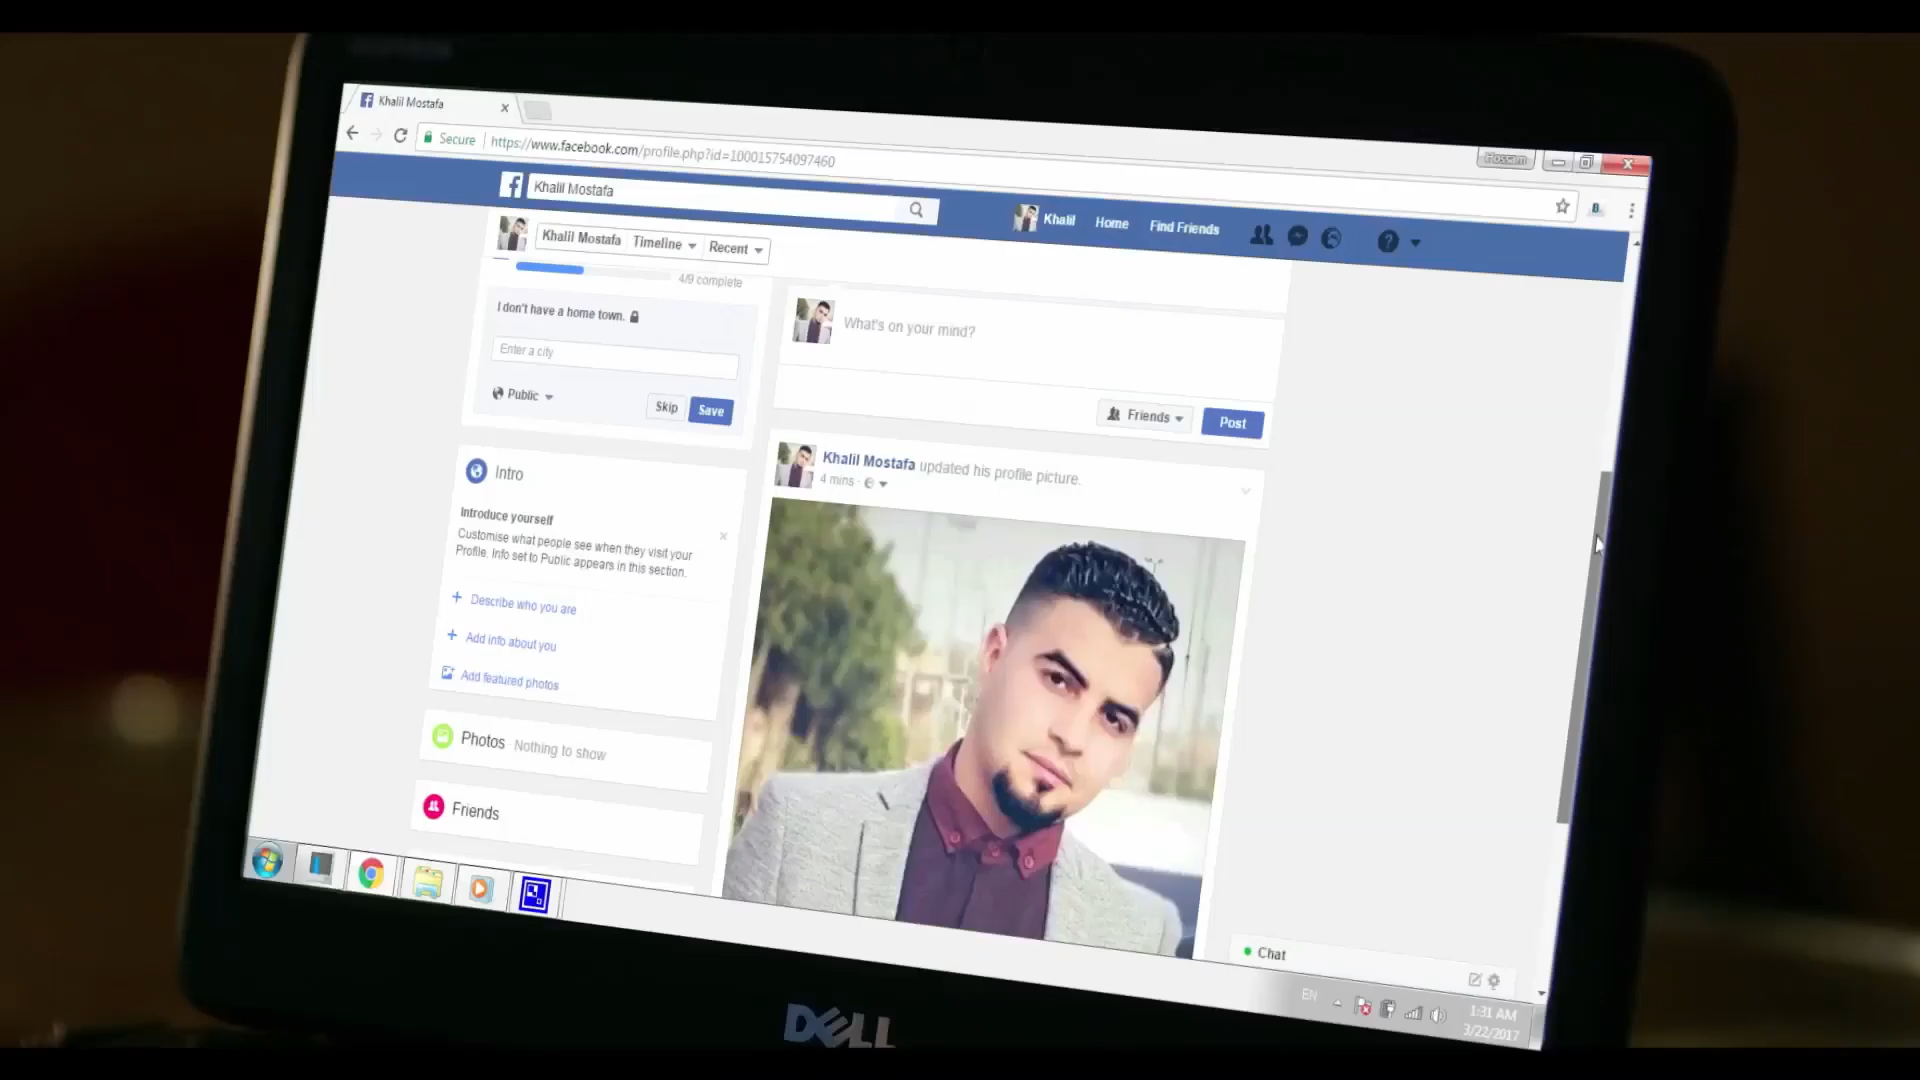 Khalil Mostafa
Secure https://www.facebook.com/profile.php?id=100015754097460
Hossam
Khalil Mostafa
Khalil Home Find Friends
Khalil Mostafa Timeline Recent
4/9 complete
I don't have a home town.
Enter a city
Public Skip Save
What's on your mind?
Friends Post
Intro
Introduce yourself
Customise what people see when they visit your
Profile. Info set to Public appears in this section.
Describe who you are
Add info about you
Add featured photos
Photos · Nothing to show
Friends
Khalil Mostafa updated his profile picture.
4 mins ·
Chat
EN
1:31 AM
3/22/2017
DELL